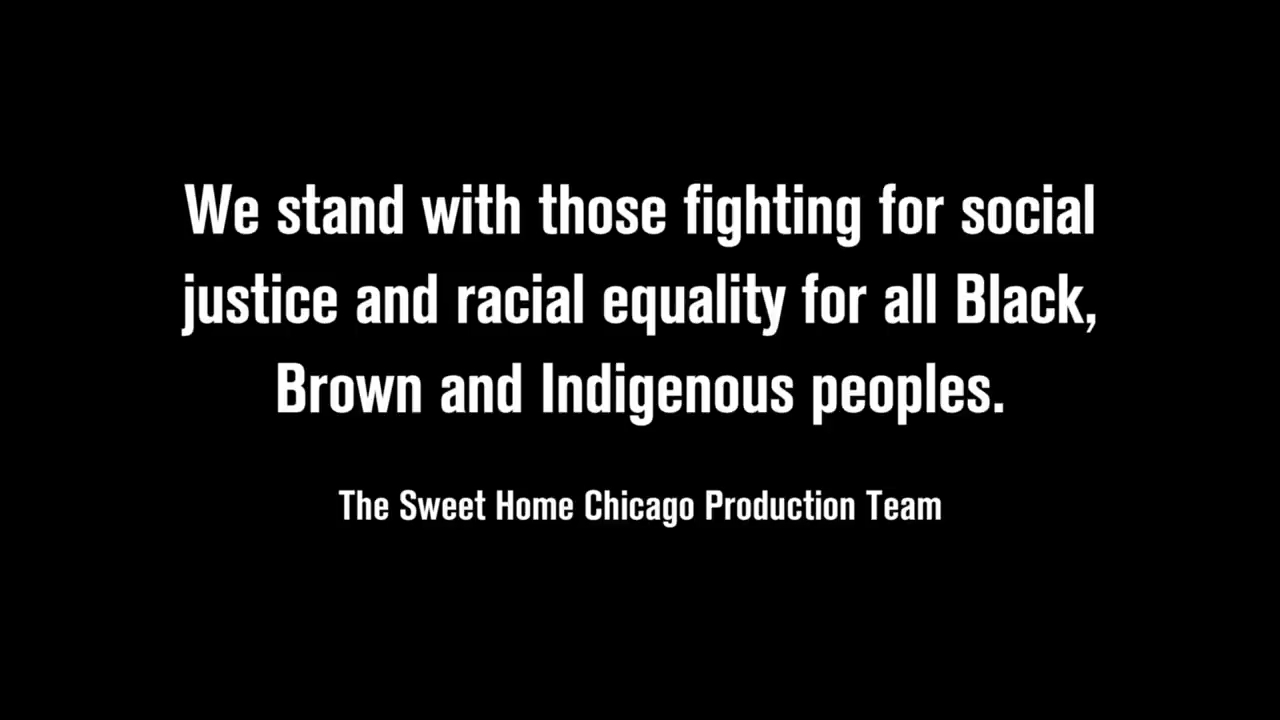 We stand with those fighting for social
justice and racial equality for all Black,
Brown and Indigenous peoples.
The Sweet Home Chicago Production Team